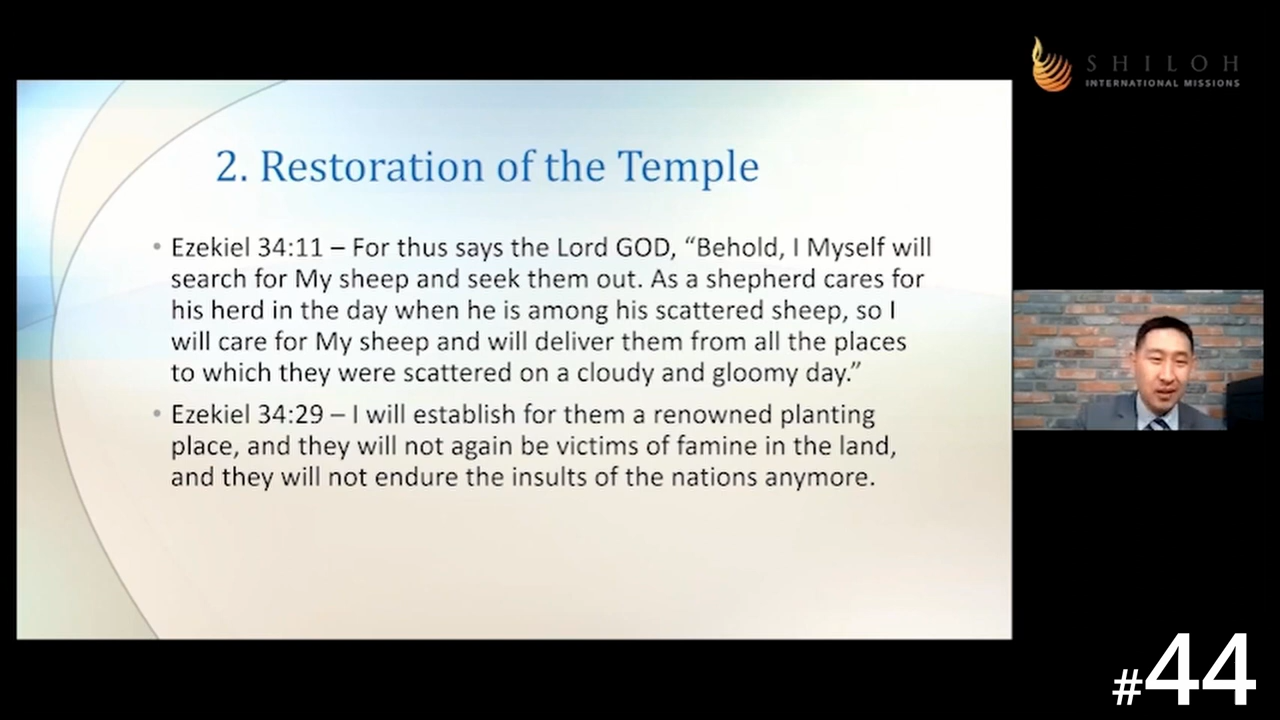 SHILOH
INTERNATIONAL MISSIONS
2. Restoration of the Temple
• Ezekiel 34:11 – For thus says the Lord GOD, “Behold, I Myself will
search for My sheep and seek them out. As a shepherd cares for
his herd in the day when he is among his scattered sheep, so I
will care for My sheep and will deliver them from all the places
to which they were scattered on a cloudy and gloomy day.”
• Ezekiel 34:29 – I will establish for them a renowned planting
place, and they will not again be victims of famine in the land,
and they will not endure the insults of the nations anymore.
#44